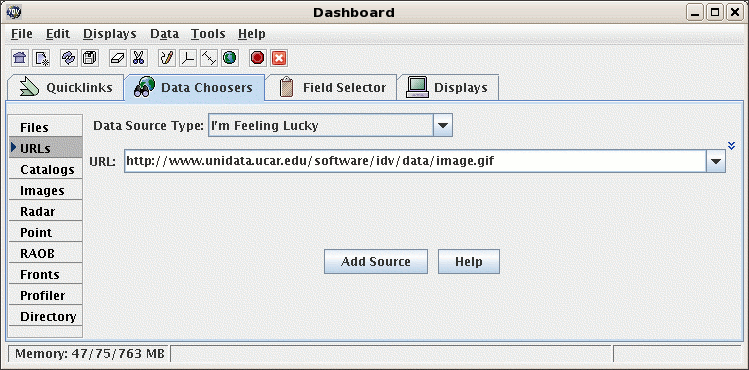 Dashboard
File Edit Displays Data Tools Help
Quicklinks Data Choosers Field Selector Displays
Files
URLs
Catalogs
Images
Radar
Point
RAOB
Fronts
Profiler
Directory
Data Source Type: I'm Feeling Lucky
URL: http://www.unidata.ucar.edu/software/idv/data/image.gif
Add Source Help
Memory: 47/75/763 MB